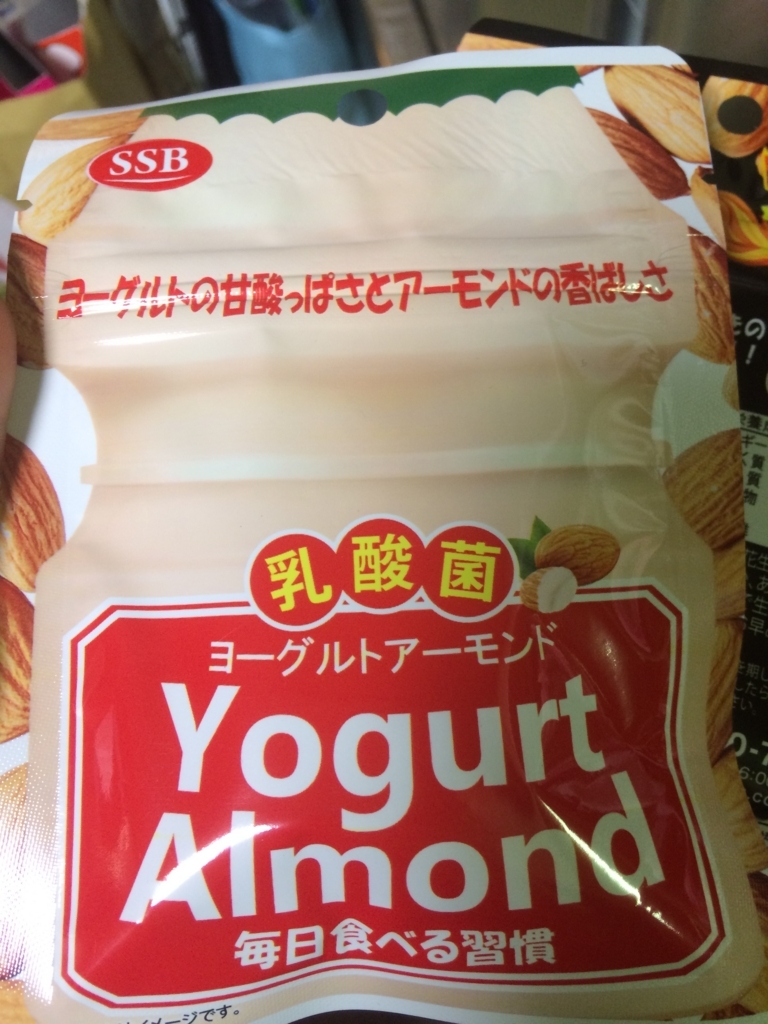 SSB
ヨーグルトの甘酸っぱさとアーモンドの香ばしさ
乳酸菌
ヨーグルトアーモンド
Yogurt
Almond
毎日食べる習慣
イメージです。